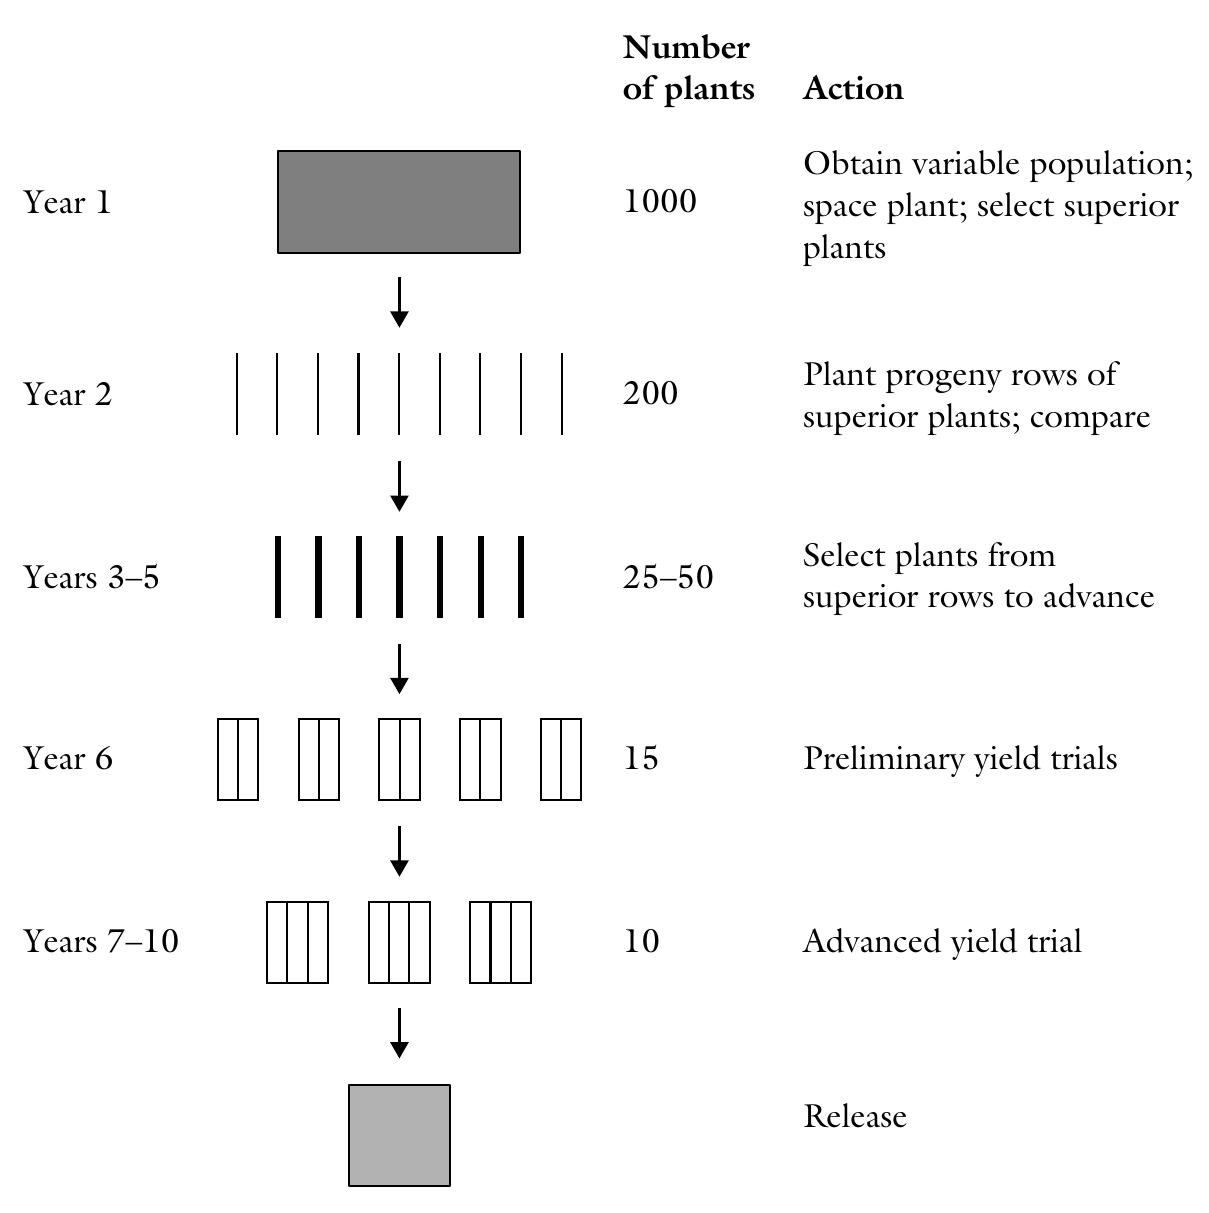 Number
of plants
Action
Year 1
1000
Obtain variable population;
space plant; select superior
plants
Year 2
200
Plant progeny rows of
superior plants; compare
Years 3–5
25–50
Select plants from
superior rows to advance
Year 6
15
Preliminary yield trials
Years 7–10
10
Advanced yield trial
Release